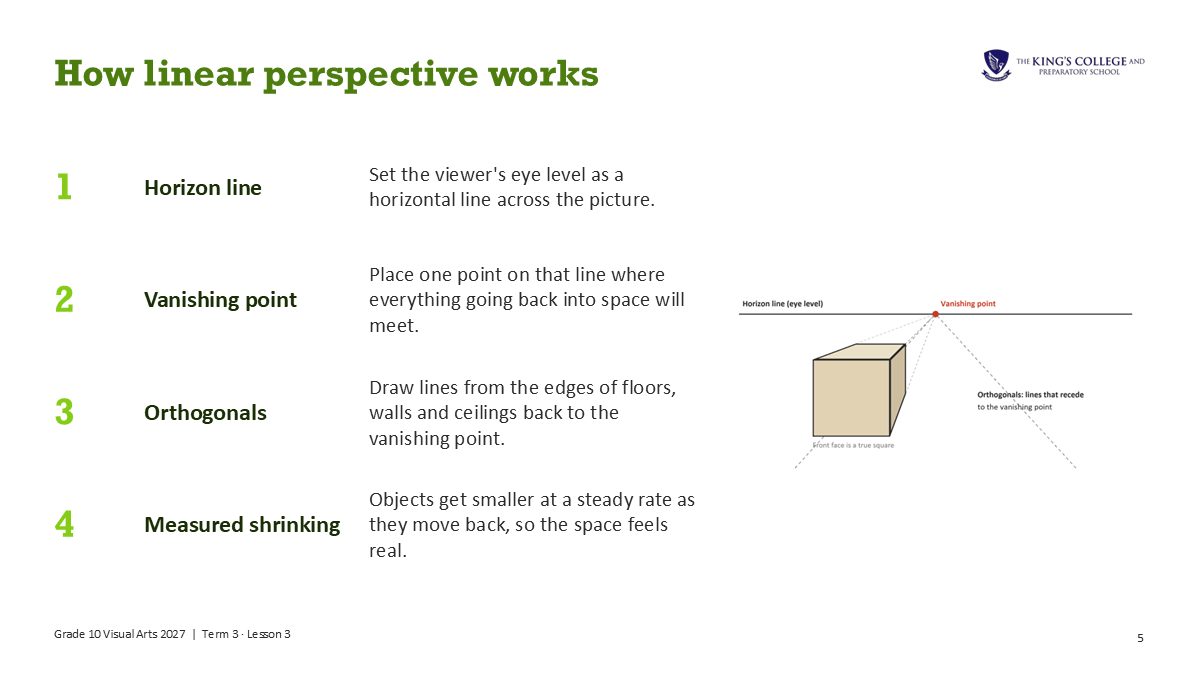 How linear perspective works
THE KING'S COLLEGE AND
PREPARATORY SCHOOL
1
Horizon line
Set the viewer's eye level as a
horizontal line across the picture.
2
Vanishing point
Place one point on that line where
everything going back into space will
meet.
3
Orthogonals
Draw lines from the edges of floors,
walls and ceilings back to the
vanishing point.
4
Measured shrinking
Objects get smaller at a steady rate as
they move back, so the space feels
real.
Horizon line (eye level)
Vanishing point
Orthogonals: lines that recede
to the vanishing point
Front face is a true square
Grade 10 Visual Arts 2027 | Term 3 · Lesson 3
5